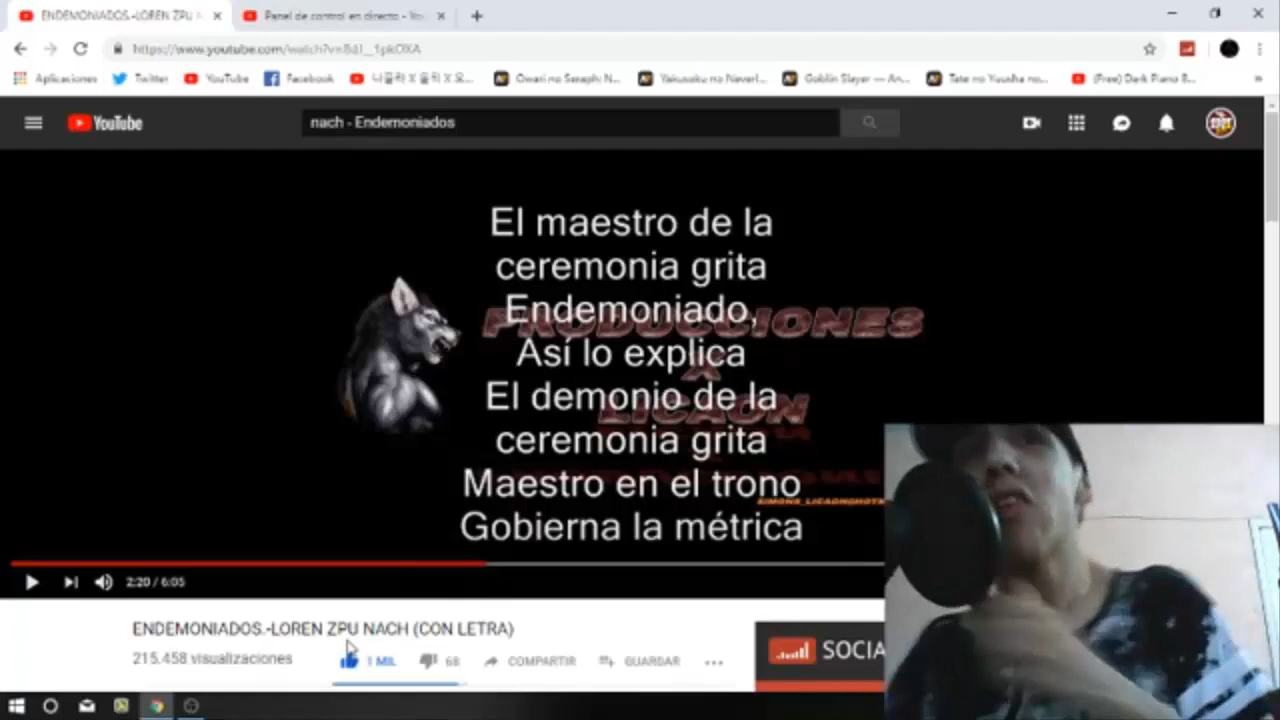 ENDEMONIADOS.-LOREN ZPU N
Panel de control en directo - You
https://www.youtube.com/watch?v=
Aplicaciones
Twitter
YouTube
Facebook
Owari no Seraph: N...
Yakusoku no Neverl...
Goblin Slayer — An...
Tate no Yuusha no...
(Free) Dark Piano B...
YouTube
nach - Endemoniados
El maestro de la
ceremonia grita
Endemoniado,
Así lo explica
El demonio de la
ceremonia grita
Maestro en el trono
Gobierna la métrica
PRODUCCIONES
X
LICAON
2:20 / 6:05
ENDEMONIADOS.-LOREN ZPU NACH (CON LETRA)
215.458 visualizaciones
1 MIL
68
COMPARTIR
GUARDAR
SOCIA